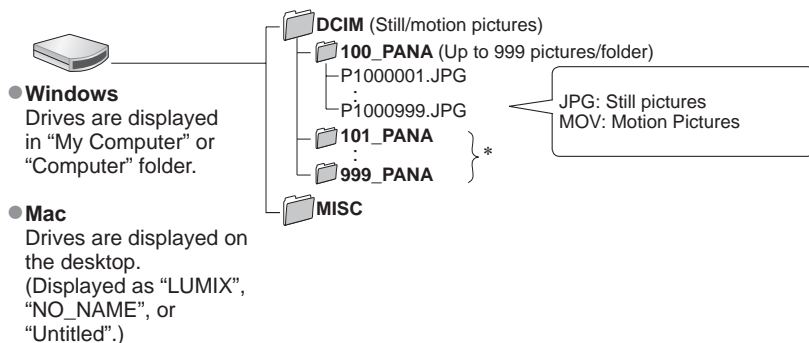 ●Windows
Drives are displayed
in “My Computer” or
“Computer” folder.
●Mac
Drives are displayed on
the desktop.
(Displayed as “LUMIX”,
“NO_NAME”, or
“Untitled”.)
DCIM (Still/motion pictures)
100_PANA (Up to 999 pictures/folder)
P1000001.JPG
:
P1000999.JPG
101_PANA
:
999_PANA
*
MISC
JPG: Still pictures
MOV: Motion Pictures